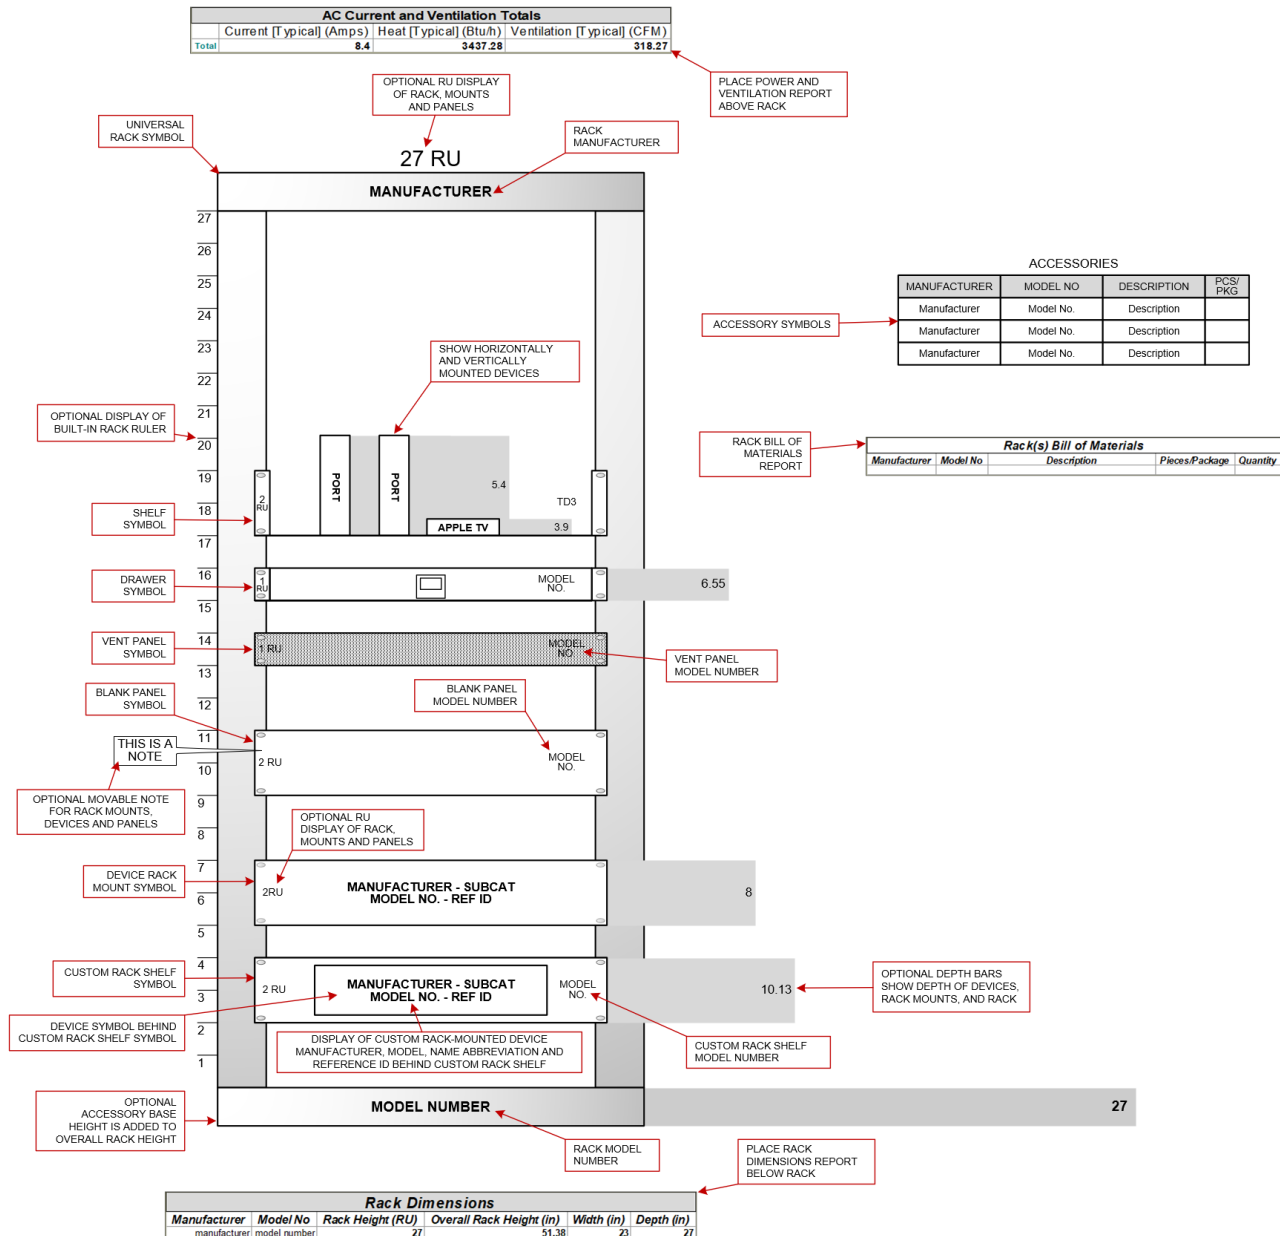 AC Current and Ventilation Totals
Current [Typical] (Amps) Heat [Typical] (Btu/h) Ventilation [Typical] (CFM)
Total 8.4 3437.28 318.27
OPTIONAL RU DISPLAY
OF RACK, MOUNTS
AND PANELS
PLACE POWER AND
VENTILATION REPORT
ABOVE RACK
UNIVERSAL
RACK SYMBOL
RACK
MANUFACTURER
27 RU
MANUFACTURER
27
26
25
24
23
22
21
20
19
18
17
16
15
14
13
12
11
10
9
8
7
6
5
4
3
2
1
ACCESSORIES
MANUFACTURER MODEL NO DESCRIPTION PCS/
PKG
Manufacturer Model No. Description
Manufacturer Model No. Description
Manufacturer Model No. Description
ACCESSORY SYMBOLS
SHOW HORIZONTALLY
AND VERTICALLY
MOUNTED DEVICES
OPTIONAL DISPLAY OF
BUILT-IN RACK RULER
RACK BILL OF
MATERIALS
REPORT
Rack(s) Bill of Materials
Manufacturer Model No Description Pieces/Package Quantity
PORT
PORT
5.4
2
RU
TD3
APPLE TV
3.9
SHELF
SYMBOL
DRAWER
SYMBOL
1
RU
MODEL
NO.
6.55
VENT PANEL
SYMBOL
1 RU
MODEL
NO.
VENT PANEL
MODEL NUMBER
BLANK PANEL
SYMBOL
BLANK PANEL
MODEL NUMBER
THIS IS A
NOTE
2 RU
MODEL
NO.
OPTIONAL MOVABLE NOTE
FOR RACK MOUNTS,
DEVICES AND PANELS
OPTIONAL RU
DISPLAY OF RACK,
MOUNTS AND PANELS
DEVICE RACK
MOUNT SYMBOL
2RU
MANUFACTURER - SUBCAT
MODEL NO. - REF ID
8
CUSTOM RACK SHELF
SYMBOL
2 RU
MANUFACTURER - SUBCAT
MODEL NO. - REF ID
MODEL
NO.
10.13
OPTIONAL DEPTH BARS
SHOW DEPTH OF DEVICES,
RACK MOUNTS, AND RACK
DEVICE SYMBOL BEHIND
CUSTOM RACK SHELF SYMBOL
DISPLAY OF CUSTOM RACK-MOUNTED DEVICE
MANUFACTURER, MODEL, NAME ABBREVIATION AND
REFERENCE ID BEHIND CUSTOM RACK SHELF
CUSTOM RACK SHELF
MODEL NUMBER
OPTIONAL
ACCESSORY BASE
HEIGHT IS ADDED TO
OVERALL RACK HEIGHT
MODEL NUMBER
27
RACK MODEL
NUMBER
PLACE RACK
DIMENSIONS REPORT
BELOW RACK
Rack Dimensions
Manufacturer Model No Rack Height (RU) Overall Rack Height (in) Width (in) Depth (in)
manufacturer model number 27 51.38 23 27